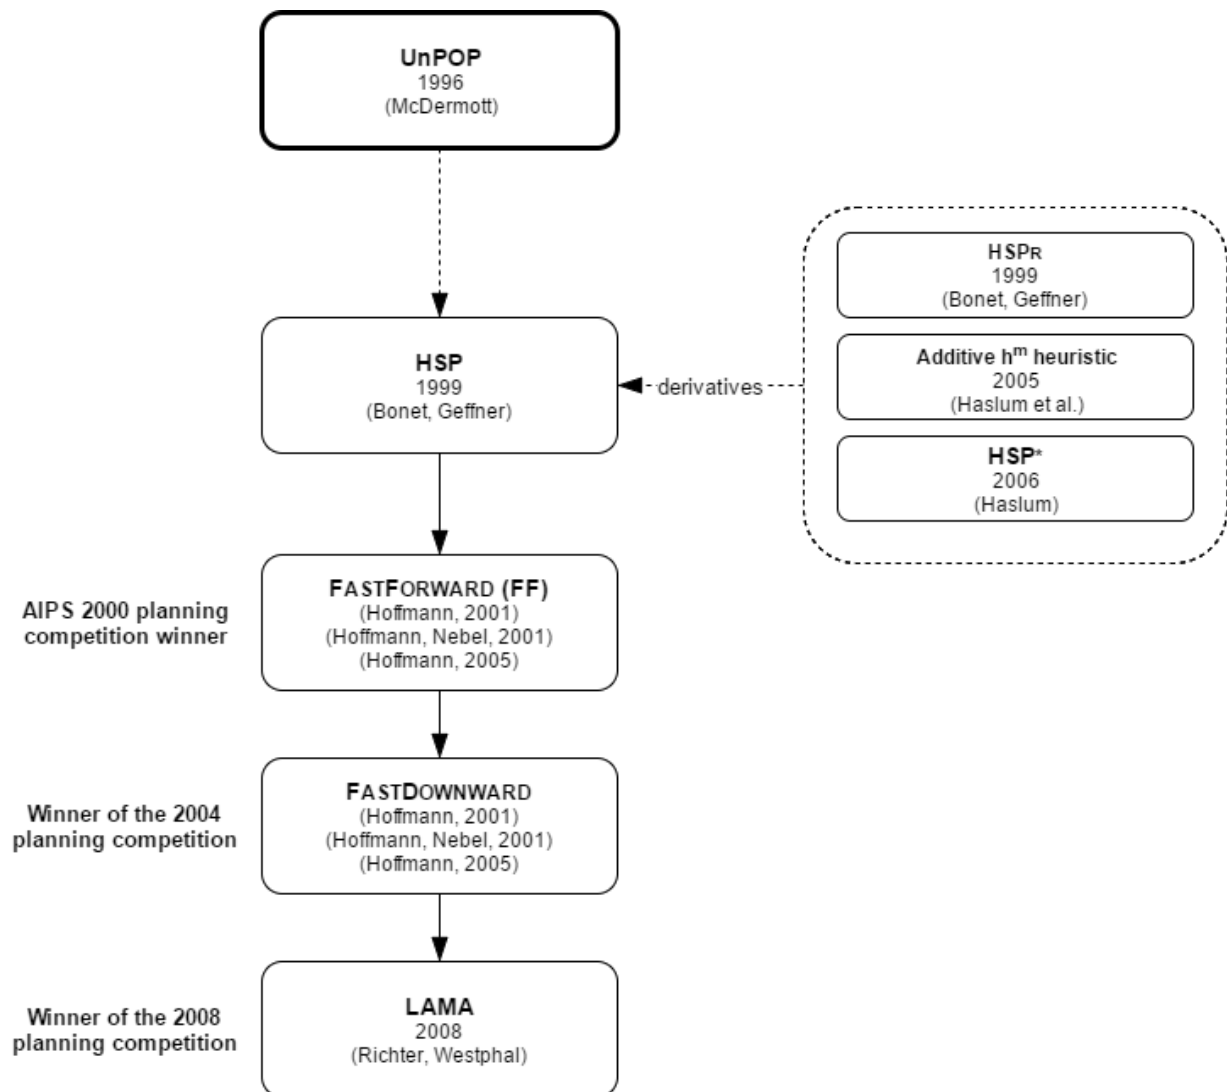 UnPOP
1996
(McDermott)
HSPR
1999
(Bonet, Geffner)
Additive h^m heuristic
2005
(Haslum et al.)
HSP*
2006
(Haslum)
derivatives
HSP
1999
(Bonet, Geffner)
AIPS 2000 planning
competition winner
FASTFORWARD (FF)
(Hoffmann, 2001)
(Hoffmann, Nebel, 2001)
(Hoffmann, 2005)
Winner of the 2004
planning competition
FASTDOWNWARD
(Hoffmann, 2001)
(Hoffmann, Nebel, 2001)
(Hoffmann, 2005)
Winner of the 2008
planning competition
LAMA
2008
(Richter, Westphal)